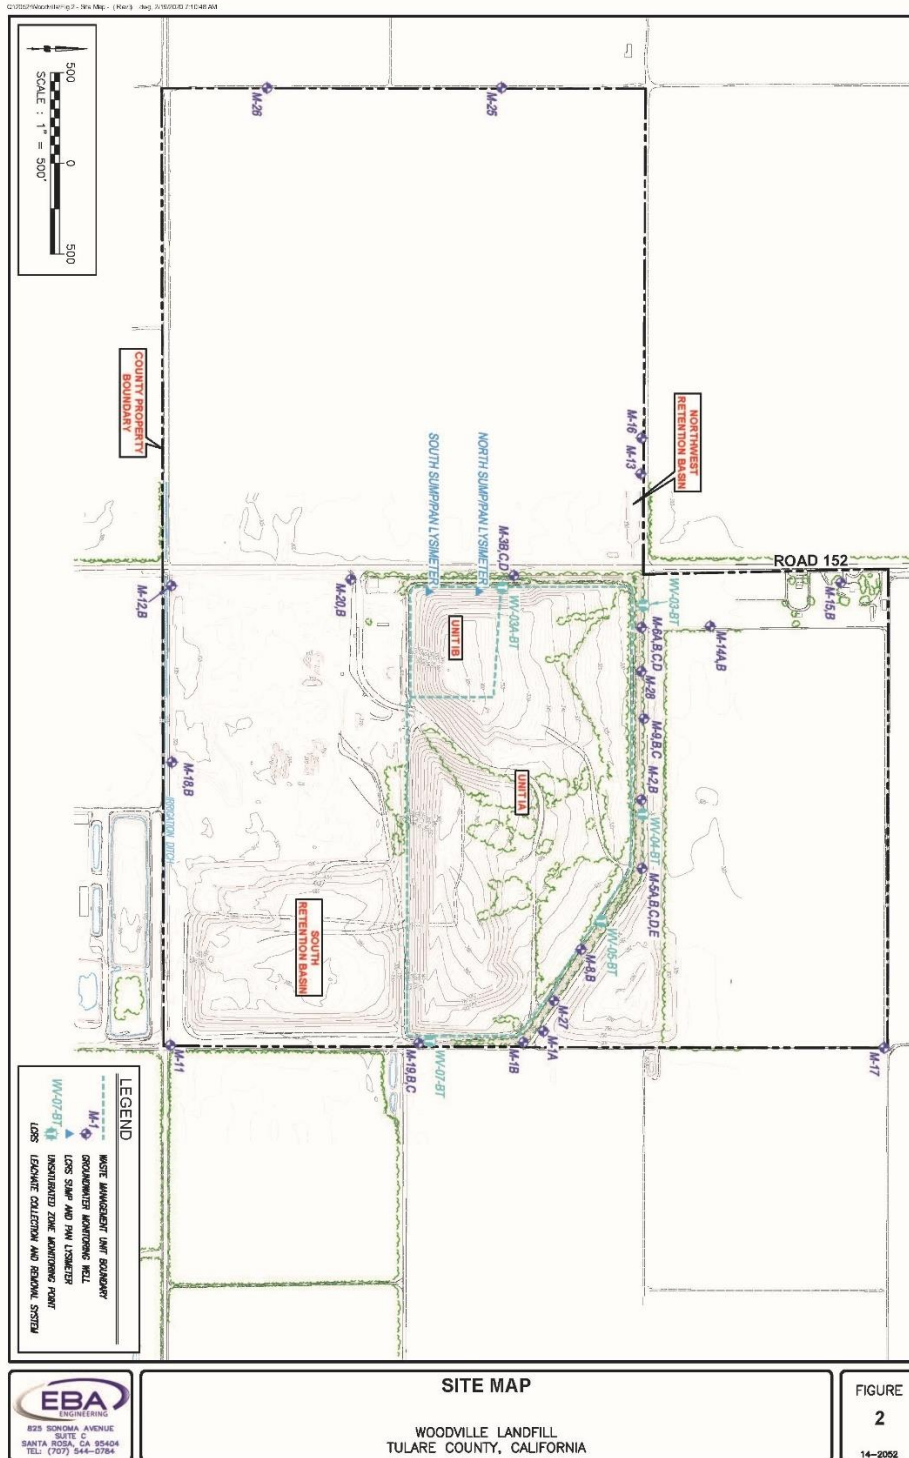 500
0
500
SCALE : 1" = 500'
M-26
M-25
COUNTY PROPERTY
BOUNDARY
NORTHWEST
RETENTION BASIN
M-16
M-13
SOUTH SUMP/PAN LYSIMETER
NORTH SUMP/PAN LYSIMETER
M-3B,C,D
ROAD 152
M-12,B
M-20,B
WV-03A-BT
WV-03-BT
M-15,B
UNIT IB
M-6A,B,C,D
M-14A,B
M-28
M-9,B,C
M-18,B
UNIT IA
M-2,B
IRRIGATION DITCH
WV-04-BT
M-5A,B,C,D,E
SOUTH
RETENTION BASIN
WV-05-BT
M-8,B
M-27
M-1A
M-11
M-19,B,C
WV-07-BT
M-1B
M-17
LEGEND
WASTE MANAGEMENT UNIT BOUNDARY
M-1 GROUNDWATER MONITORING WELL
LCRS SUMP AND PAN LYSIMETER
WV-07-BT UNSATURATED ZONE MONITORING POINT
LCRS LEACHATE COLLECTION AND REMOVAL SYSTEM
EBA
ENGINEERING
825 SONOMA AVENUE
SUITE C
SANTA ROSA, CA 95404
TEL: (707) 544-0784
SITE MAP
WOODVILLE LANDFILL
TULARE COUNTY, CALIFORNIA
FIGURE
2
14-2052